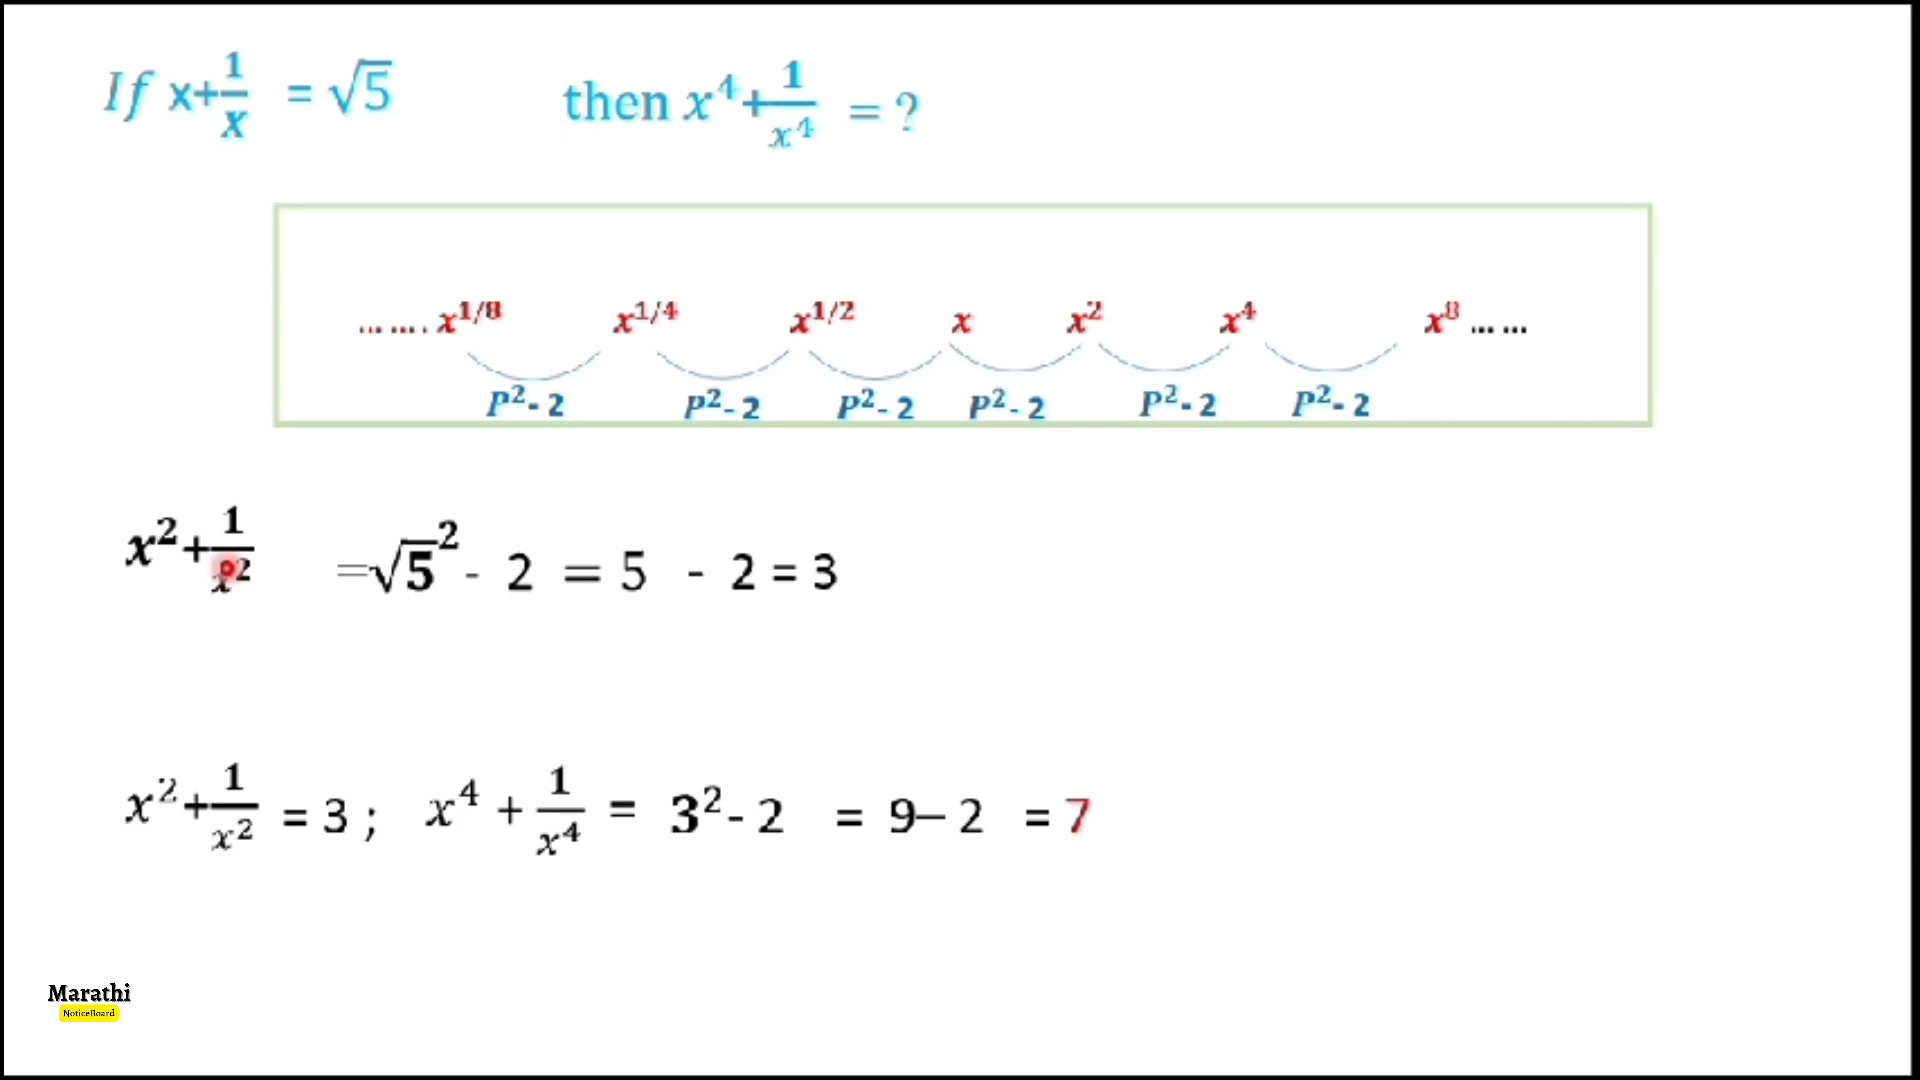 If x+1/x = √5 then x⁴+1/x⁴ = ?
... .... x^1/8 x^1/4 x^1/2 x x² x⁴ x⁸ ... ...
P²- 2 P²- 2 P²- 2 P²- 2 P²- 2 P²- 2
x²+1/x² =√5² - 2 = 5 - 2 = 3
x²+1/x² = 3 ; x⁴ + 1/x⁴ = 3²- 2 = 9– 2 = 7
Marathi
NoticeBoard